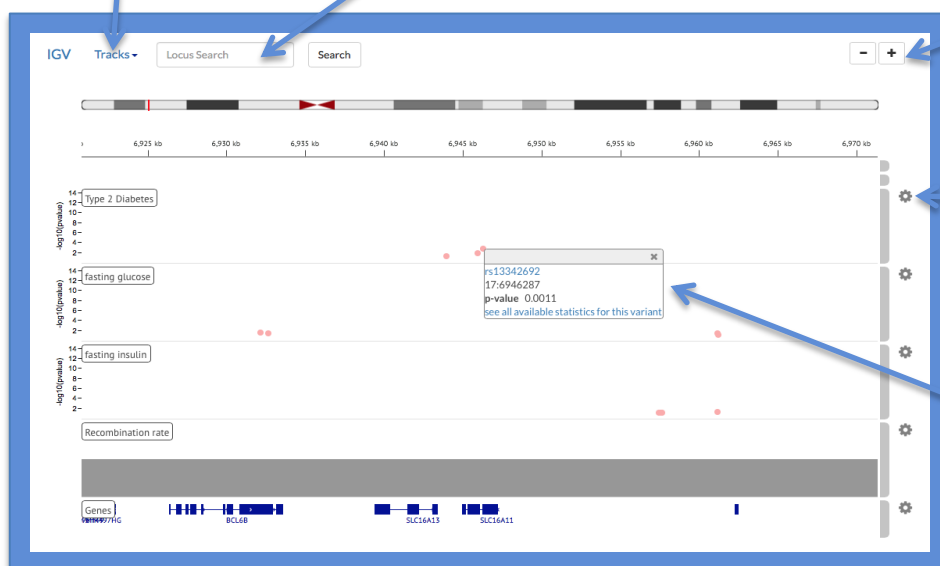 IGV Tracks Locus Search Search - +
6,925 kb 6,930 kb 6,935 kb 6,940 kb 6,945 kb 6,950 kb 6,955 kb 6,960 kb 6,965 kb 6,970 kb
Type 2 Diabetes
-log10(pvalue)
14
12
10
8
6
4
2
rs13342692
17:6946287
p-value 0.0011
see all available statistics for this variant
fasting glucose
-log10(pvalue)
14
12
10
8
6
4
2
fasting insulin
-log10(pvalue)
14
12
10
8
6
4
2
Recombination rate
Genes
BCL6B SLC16A13 SLC16A11